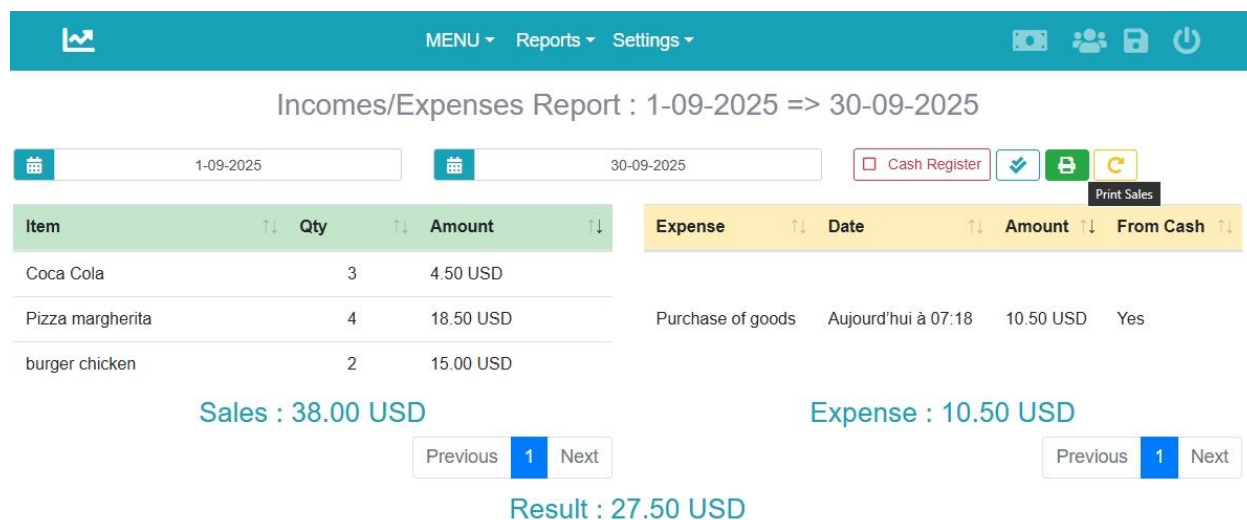 MENU Reports Settings
Incomes/Expenses Report : 1-09-2025 => 30-09-2025
1-09-2025 30-09-2025 Cash Register
Print Sales
Item Qty Amount
Coca Cola 3 4.50 USD
Pizza margherita 4 18.50 USD
burger chicken 2 15.00 USD
Sales : 38.00 USD
Previous 1 Next
Expense Date Amount From Cash
Purchase of goods Aujourd'hui à 07:18 10.50 USD Yes
Expense : 10.50 USD
Previous 1 Next
Result : 27.50 USD